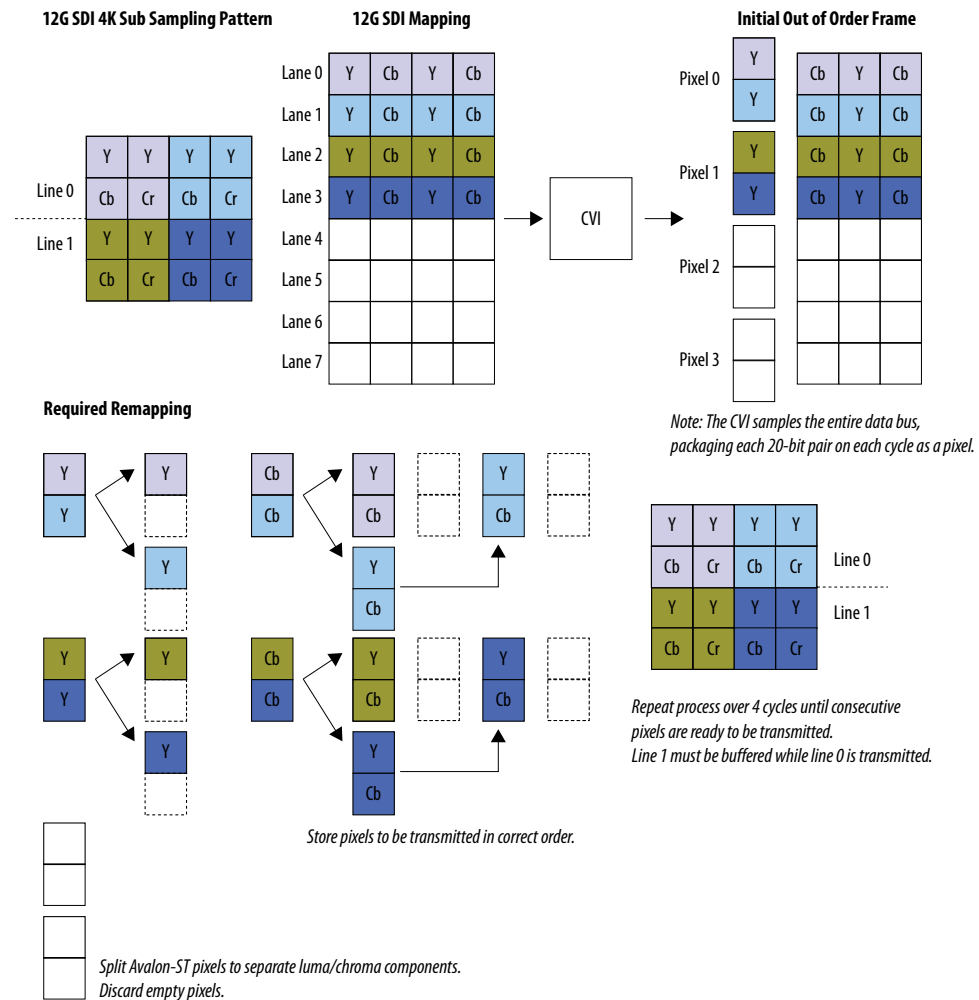 12G SDI 4K Sub Sampling Pattern
Y Y Y Y
Line 0
Cb Cr Cb Cr
Line 1
Y Y Y Y
Cb Cr Cb Cr
12G SDI Mapping
Lane 0 Y Cb Y Cb
Lane 1 Y Cb Y Cb
Lane 2 Y Cb Y Cb
Lane 3 Y Cb Y Cb
Lane 4
Lane 5
Lane 6
Lane 7
CVI
Initial Out of Order Frame
Pixel 0
Y Cb Y Cb
Y Cb Y Cb
Pixel 1
Y Cb Y Cb
Y Cb Y Cb
Pixel 2
Pixel 3
Note: The CVI samples the entire data bus,
packaging each 20-bit pair on each cycle as a pixel.
Required Remapping
Y Y Cb Y Y
Y Cb Cb Cb
Y Y
Cb
Y Y Cb Y Y
Y Cb Cb Cb
Y Y
Cb
Store pixels to be transmitted in correct order.
Split Avalon-ST pixels to separate luma/chroma components.
Discard empty pixels.
Y Y Y Y
Cb Cr Cb Cr
Line 0
Y Y Y Y
Line 1
Cb Cr Cb Cr
Repeat process over 4 cycles until consecutive
pixels are ready to be transmitted.
Line 1 must be buffered while line 0 is transmitted.